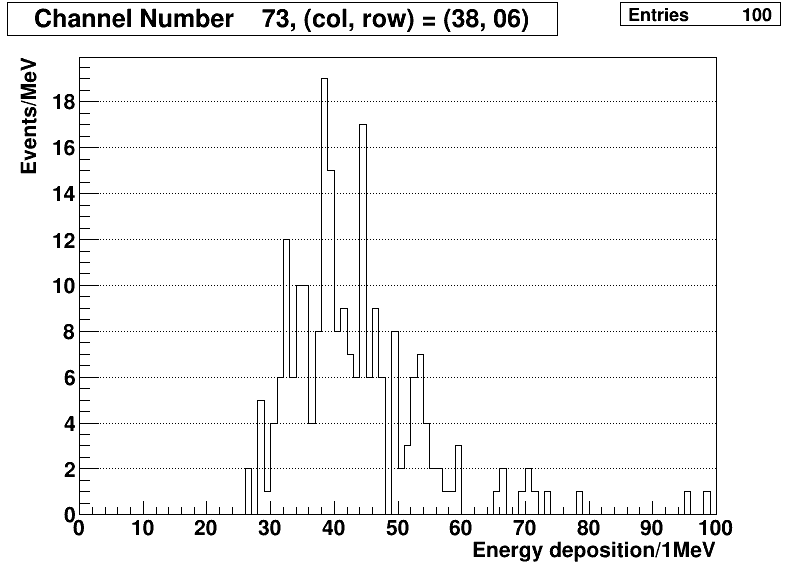 Channel Number 73, (col, row) = (38, 06)
Entries 100
Events/MeV
18
16
14
12
10
8
6
4
2
0
0 10 20 30 40 50 60 70 80 90 100
Energy deposition/1MeV